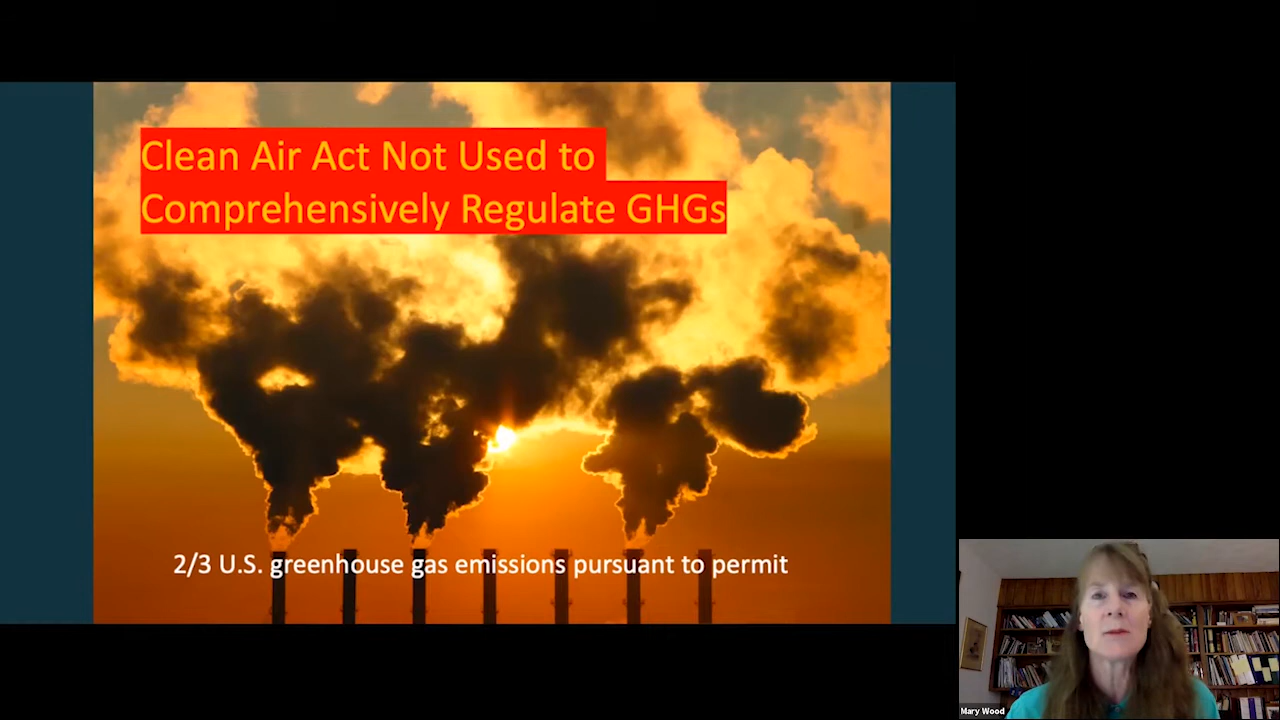 Clean Air Act Not Used to
Comprehensively Regulate GHGs
2/3 U.S. greenhouse gas emissions pursuant to permit
Mary Wood